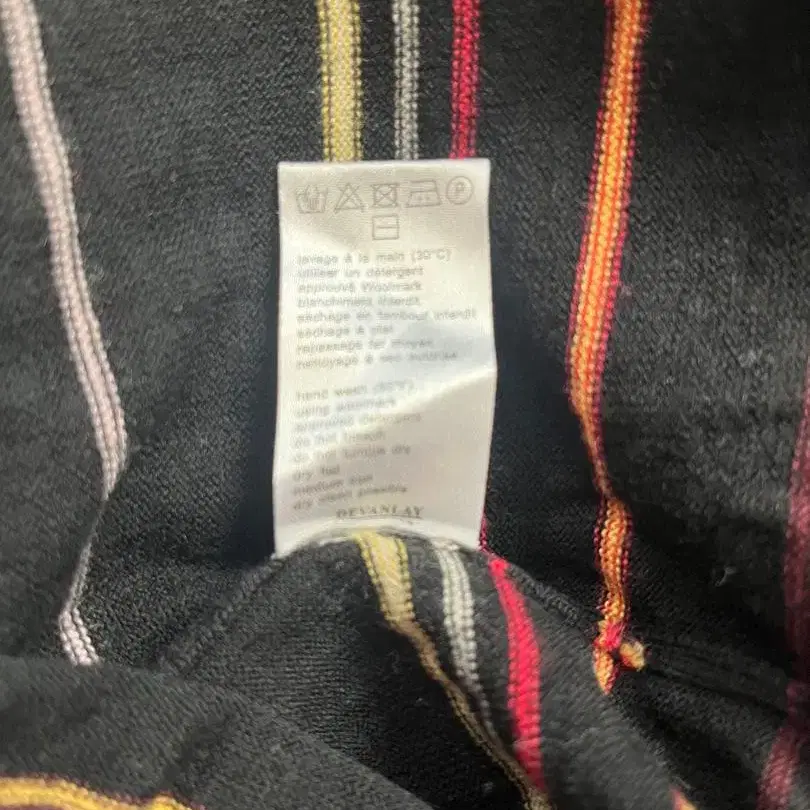 P
lavage à la main (30°C)
utiliser un détergent
approuvé Woolmark
blanchiment interdit
séchage en tambour interdit
séchage à plat
repassage fer moyen
nettoyage à sec autorisé
hand wash
using woolmark
approved detergent
do not bleach
do not tumble dry
dry flat
medium iron
dry clean possible
DEVANLAY